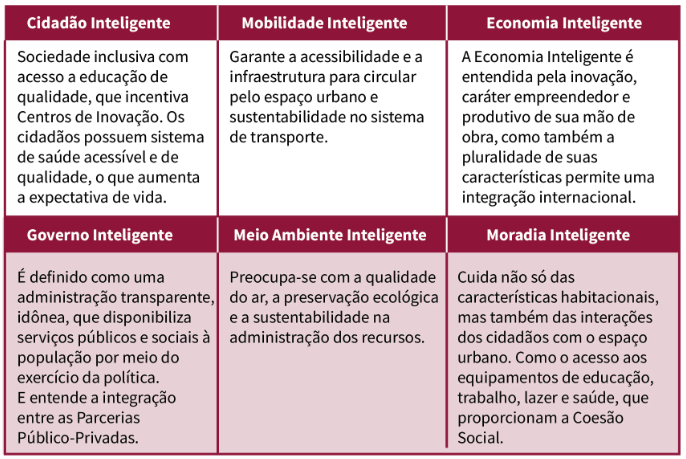 Cidadão Inteligente
Mobilidade Inteligente
Economia Inteligente
Sociedade inclusiva com
acesso a educação de
qualidade, que incentiva
Centros de Inovação. Os
cidadãos possuem sistema
de saúde acessível e de
qualidade, o que aumenta
a expectativa de vida.
Garante a acessibilidade e a
infraestrutura para circular
pelo espaço urbano e
sustentabilidade no sistema
de transporte.
A Economia Inteligente é
entendida pela inovação,
caráter empreendedor e
produtivo de sua mão de
obra, como também a
pluralidade de suas
características permite uma
integração internacional.
Governo Inteligente
Meio Ambiente Inteligente
Moradia Inteligente
É definido como uma
administração transparente,
idônea, que disponibiliza
serviços públicos e sociais à
população por meio do
exercício da política.
E entende a integração
entre as Parcerias
Público-Privadas.
Preocupa-se com a qualidade
do ar, a preservação ecológica
e a sustentabilidade na
administração dos recursos.
Cuida não só das
características habitacionais,
mas também das interações
dos cidadãos com o espaço
urbano. Como o acesso aos
equipamentos de educação,
trabalho, lazer e saúde, que
proporcionam a Coesão
Social.